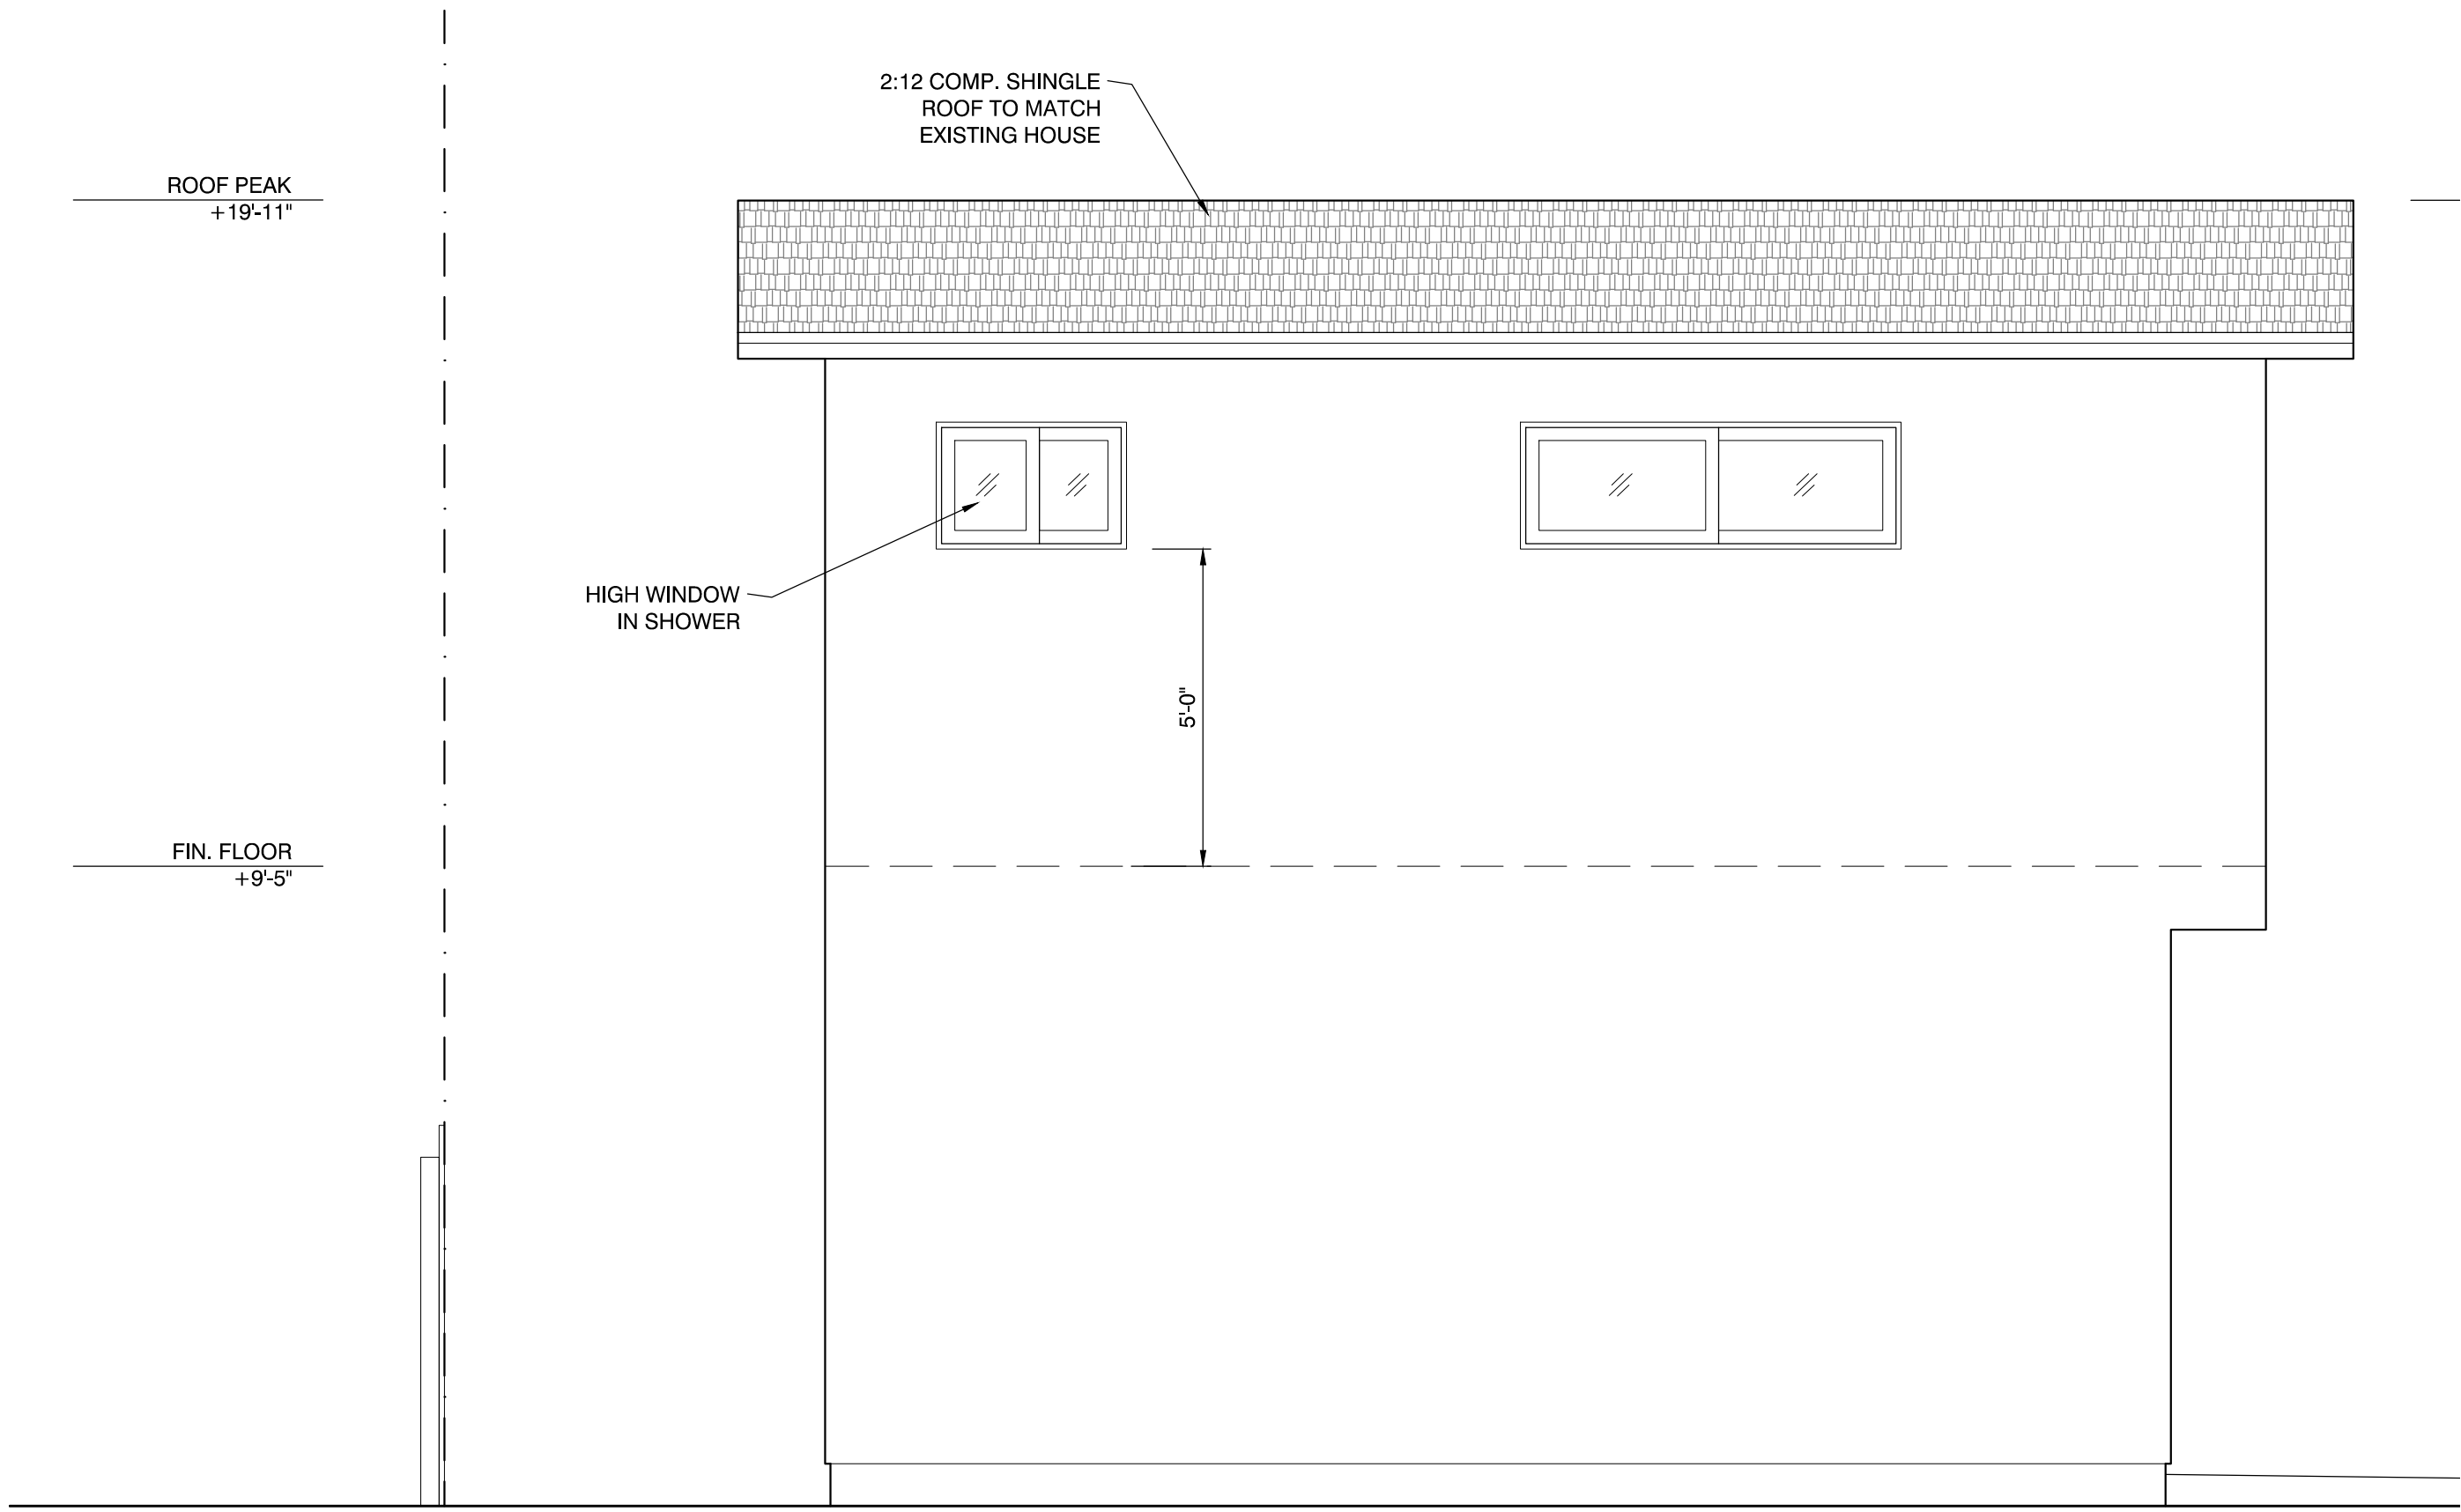 2:12 COMP. SHINGLE
ROOF TO MATCH
EXISTING HOUSE
ROOF PEAK
+19'-11"
HIGH WINDOW
IN SHOWER
5'-0"
FIN. FLOOR
+9'-5"